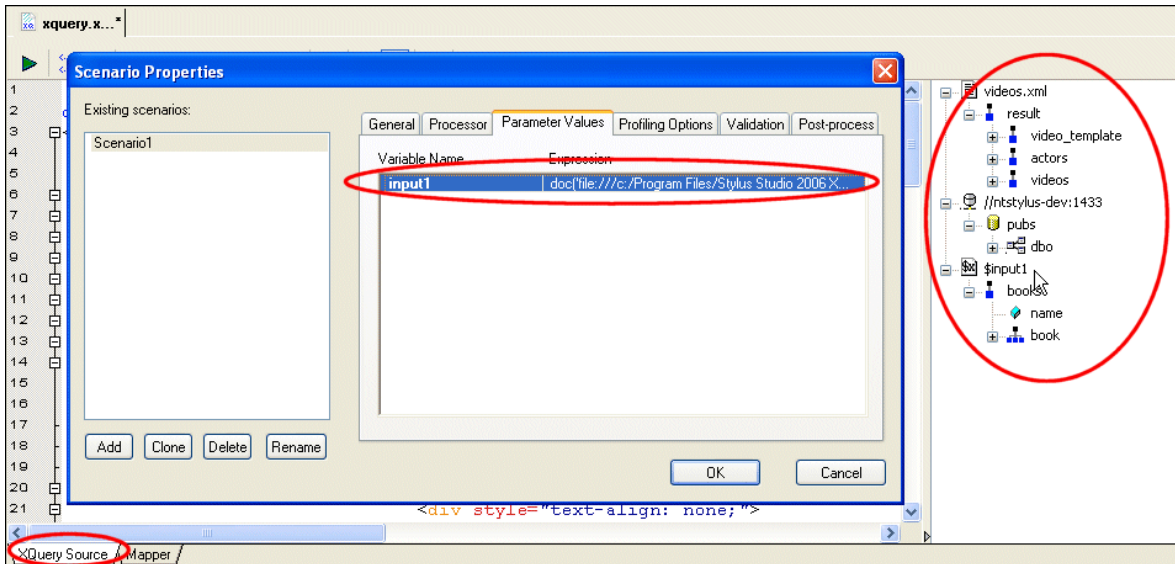 xquery.x...*
Scenario Properties
Existing scenarios:
Scenario1
General Processor Parameter Values Profiling Options Validation Post-process
Variable Name Expression
input1 doc('file:///c:/Program Files/Stylus Studio 2006 X...
Add Clone Delete Rename
OK Cancel
1
2
3
4
5
6
7
8
9
10
11
12
13
14
15
16
17
18
19
20
21 <div style="text-align: none;">
XQuery Source Mapper
videos.xml
result
video_template
actors
videos
//ntstylus-dev:1433
pubs
dbo
$input1
books
name
book